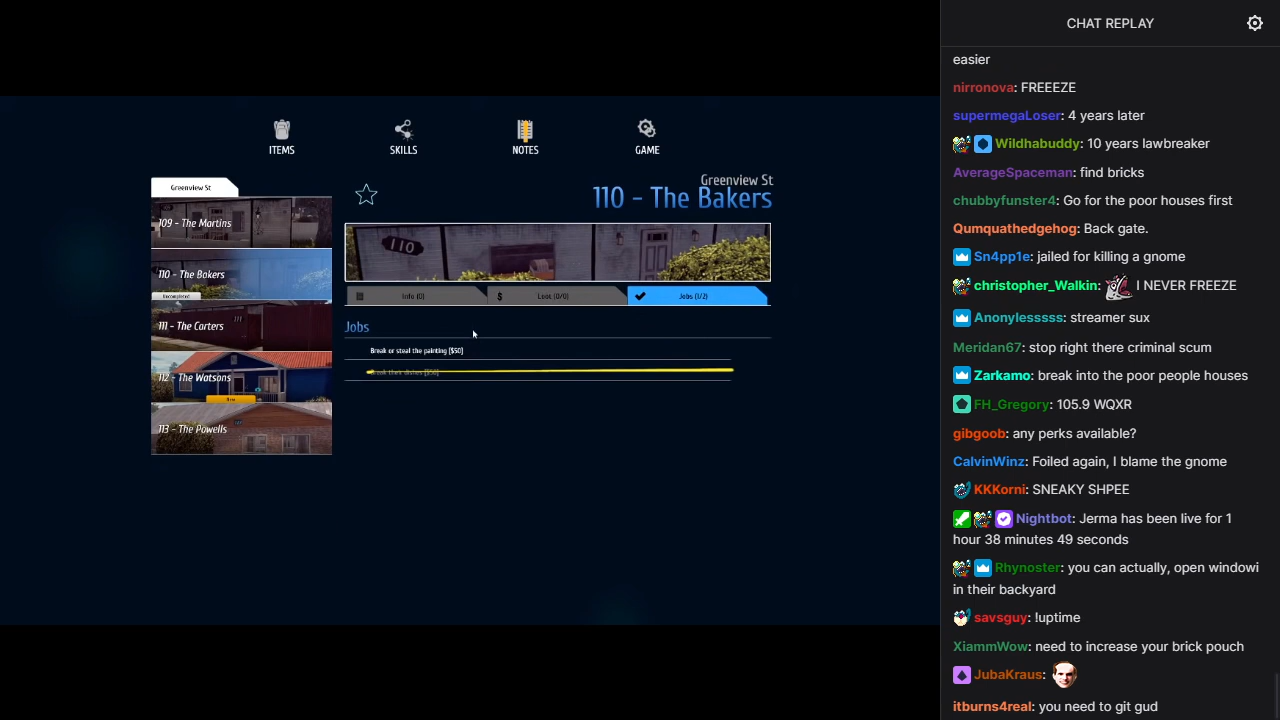 ITEMS
SKILLS
NOTES
GAME
Greenview St
109 - The Martins
110 - The Bakers
Uncompleted
111 - The Carters
112 - The Watsons
New
113 - The Powells
Greenview St
110 - The Bakers
110
Info (0)
$ Loot (0/0)
Jobs (1/2)
Jobs
Break or steal the painting [$50]
Break their dishes [$50]
CHAT REPLAY
easier
nirronova: FREEEZE
supermegaLoser: 4 years later
Wildhabuddy: 10 years lawbreaker
AverageSpaceman: find bricks
chubbyfunster4: Go for the poor houses first
Qumquathedgehog: Back gate.
Sn4pp1e: jailed for killing a gnome
christopher_Walkin: I NEVER FREEZE
Anonylesssss: streamer sux
Meridan67: stop right there criminal scum
Zarkamo: break into the poor people houses
FH_Gregory: 105.9 WQXR
gibgoob: any perks available?
CalvinWinz: Foiled again, I blame the gnome
KKKorni: SNEAKY SHPEE
Nightbot: Jerma has been live for 1
hour 38 minutes 49 seconds
Rhynoster: you can actually, open windowi
in their backyard
savsguy: !uptime
XiammWow: need to increase your brick pouch
JubaKraus:
itburns4real: you need to git gud